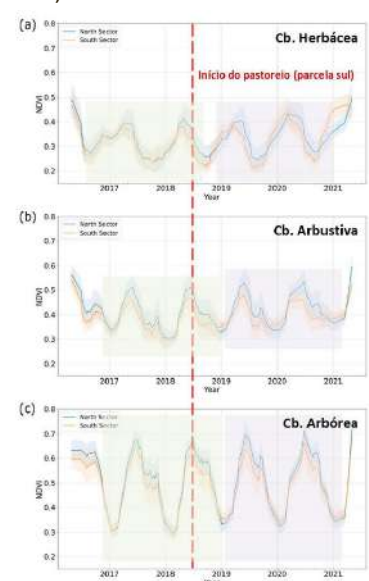 (a)
0.8
0.7
0.6
0.5
0.4
0.3
0.2
NDVI
North Sector
South Sector
Cb. Herbácea
Início do pastoreio (parcela sul)
2017 2018 2019 2020 2021
Year
(b)
0.8
0.7
0.6
0.5
0.4
0.3
0.2
NDVI
North Sector
South Sector
Cb. Arbustiva
2017 2018 2019 2020 2021
Year
(c)
0.8
0.7
0.6
0.5
0.4
0.3
0.2
NDVI
North Sector
South Sector
Cb. Arbórea
2017 2018 2019 2020 2021
Year